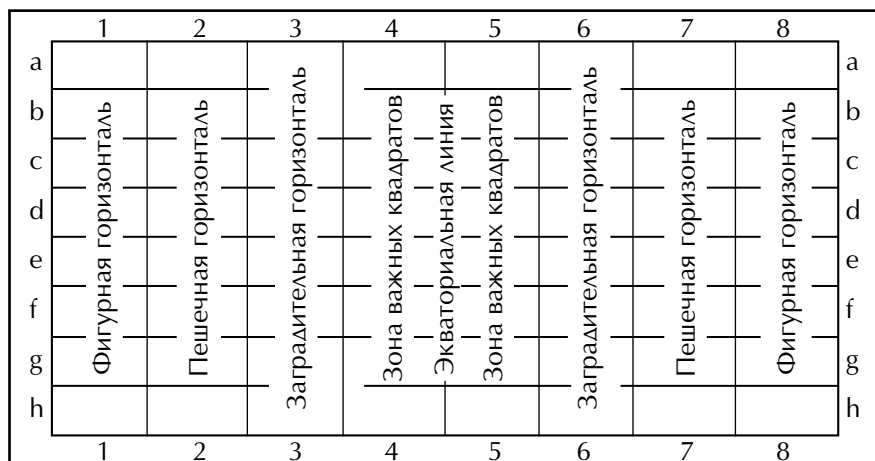 1 2 3 4 5 6 7 8
a a
b b
c c
d d
e e
f f
g g
h h
Фигурная горизонталь
Пешечная горизонталь
Заградительная горизонталь
Зона важных квадратов
Экваториальная линия
Зона важных квадратов
Заградительная горизонталь
Пешечная горизонталь
Фигурная горизонталь
1 2 3 4 5 6 7 8